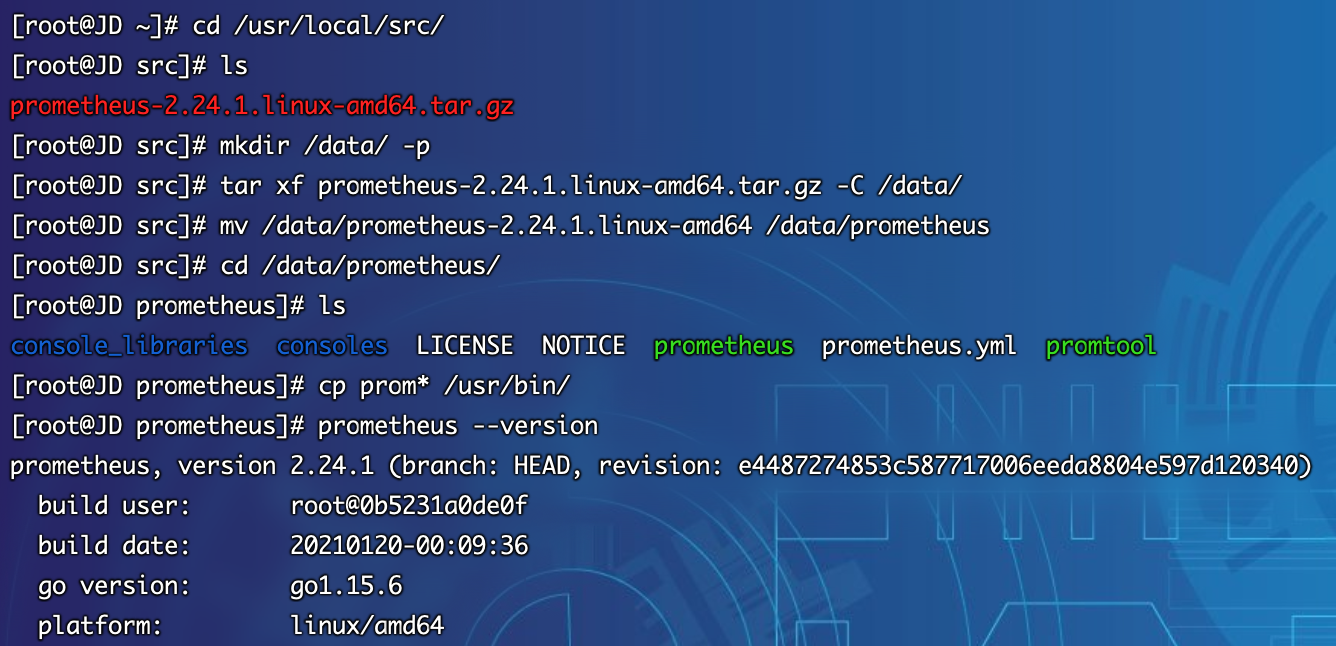 [root@JD ~]# cd /usr/local/src/
[root@JD src]# ls
prometheus-2.24.1.linux-amd64.tar.gz
[root@JD src]# mkdir /data/ -p
[root@JD src]# tar xf prometheus-2.24.1.linux-amd64.tar.gz -C /data/
[root@JD src]# mv /data/prometheus-2.24.1.linux-amd64 /data/prometheus
[root@JD src]# cd /data/prometheus/
[root@JD prometheus]# ls
console_libraries  consoles  LICENSE  NOTICE  prometheus  prometheus.yml  promtool
[root@JD prometheus]# cp prom* /usr/bin/
[root@JD prometheus]# prometheus --version
prometheus, version 2.24.1 (branch: HEAD, revision: e4487274853c587717006eeda8804e597d120340)
  build user:       root@0b5231a0de0f
  build date:       20210120-00:09:36
  go version:       go1.15.6
  platform:         linux/amd64